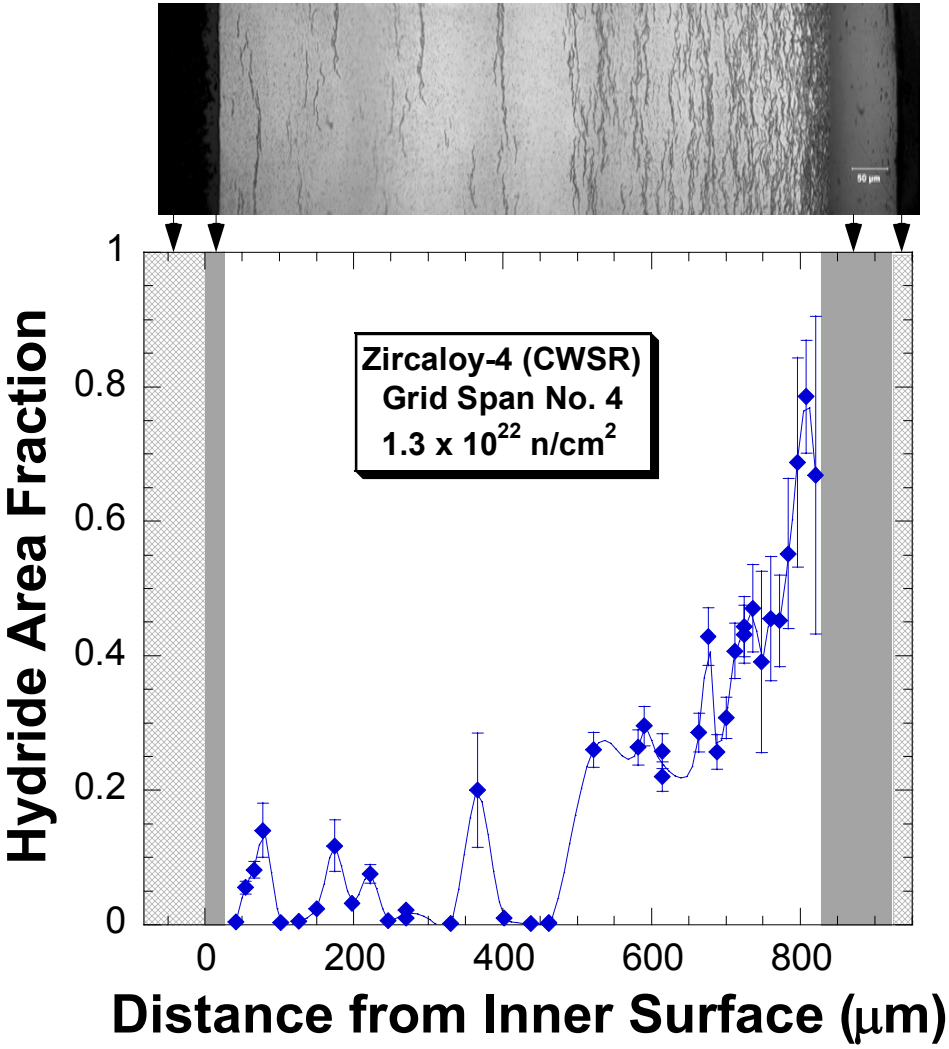 50 μm
1
0.8
0.6
0.4
0.2
0
Hydride Area Fraction
Zircaloy-4 (CWSR)
Grid Span No. 4
1.3 x 10²² n/cm²
0 200 400 600 800
Distance from Inner Surface (μm)